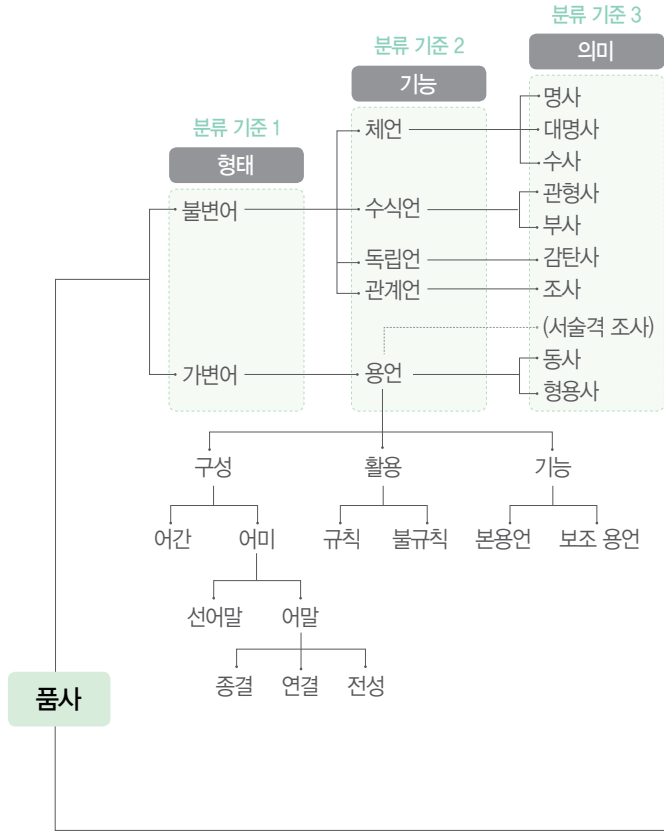 분류 기준 3
의미
분류 기준 2
기능
분류 기준 1
형태
명사
체언 대명사
수사
불변어 수식언 관형사
부사
독립언 감탄사
관계언 조사
(서술격 조사)
동사
가변어 용언
형용사
구성 활용 기능
어간 어미 규칙 불규칙 본용언 보조 용언
선어말 어말
종결 연결 전성
품사